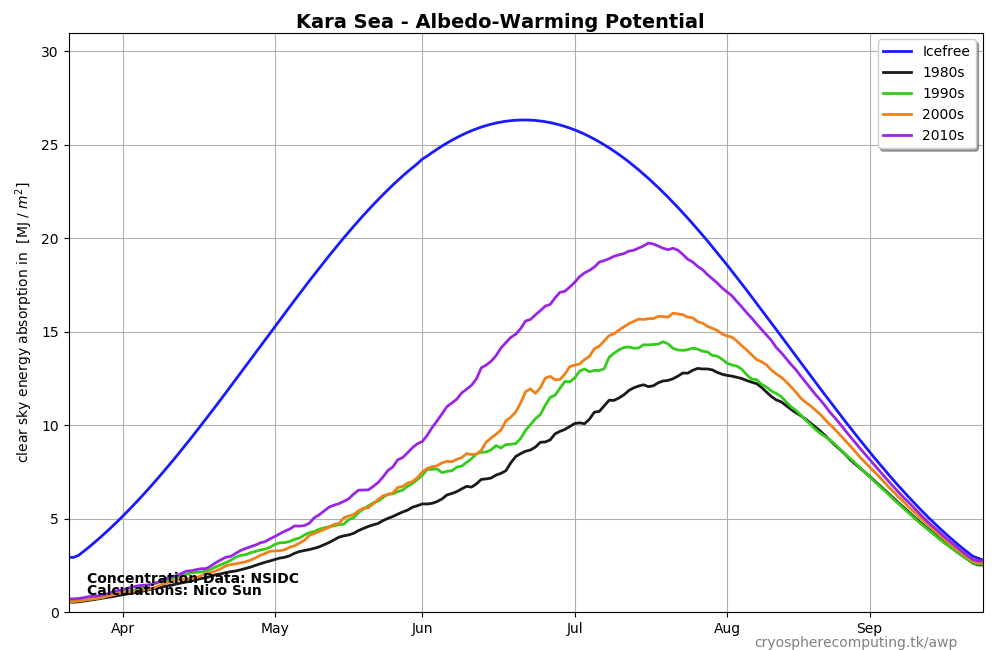 Kara Sea - Albedo-Warming Potential
clear sky energy absorption in [MJ / m²]
30
25
20
15
10
5
0
Icefree
1980s
1990s
2000s
2010s
Concentration Data: NSIDC
Calculations: Nico Sun
Apr May Jun Jul Aug Sep
cryospherecomputing.tk/awp